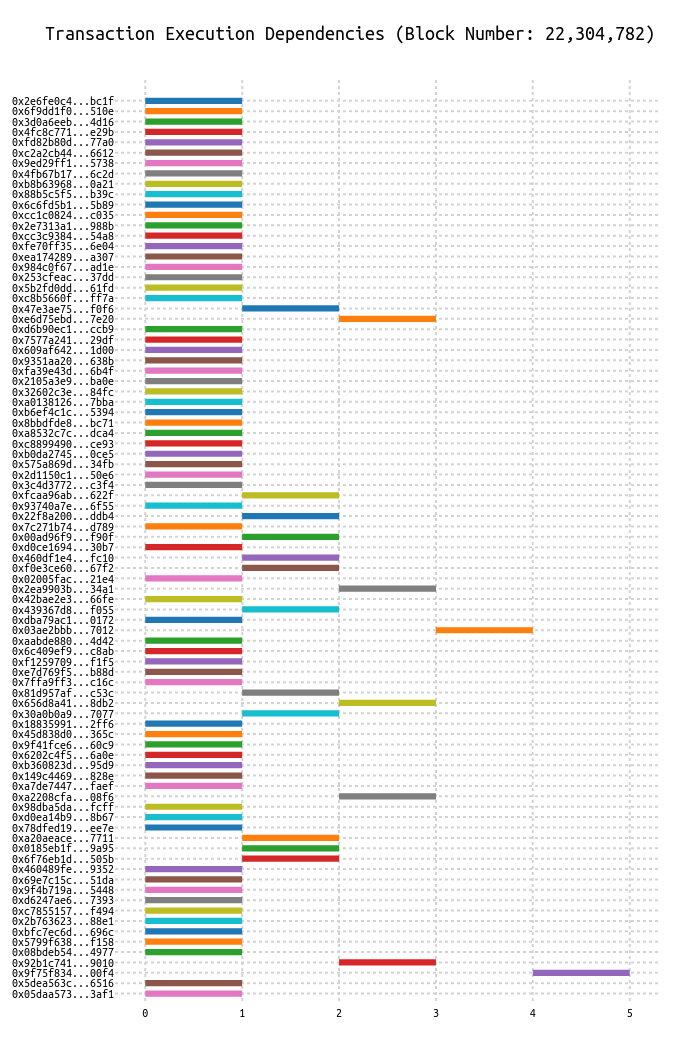 Transaction Execution Dependencies (Block Number: 22,304,782)
0x2e6fe0c4...bc1f
0x6f9dd1f0...510e
0x3d0a6eeb...4d16
0x4fc8c771...e29b
0xfd82b80d...77a0
0xc2a2cb44...6612
0x9ed29ff1...5738
0x4fb67b17...6c2d
0xb8b63968...0a21
0x88b5c5f5...b39c
0x6c6fd5b1...5b89
0xcc1c0824...c035
0x2e7313a1...988b
0xcc3c9384...54a8
0xfe70ff35...6e04
0xea174289...a307
0x984c0f67...ad1e
0x253cfeac...37dd
0x5b2fd0dd...61fd
0xc8b5660f...ff7a
0x47e3ae75...f0f6
0xe6d75ebd...7e20
0xd6b90ec1...ccb9
0x7577a241...29df
0x609af642...1d00
0x9351aa20...638b
0xfa39e43d...6b4f
0x2105a3e9...ba0e
0x32602c3e...84fc
0xa0138126...7bba
0xb6ef4c1c...5394
0x8bbdfde8...bc71
0xa8532c7c...dca4
0xc8899490...ce93
0xb0da2745...0ce5
0x575a869d...34fb
0x2d1150c1...50e6
0x3c4d3772...c3f4
0xfcaa96ab...622f
0x93740a7e...6f55
0x22f8a200...ddb4
0x7c271b74...d789
0x00ad96f9...f90f
0xd0ce1694...30b7
0x460df1e4...fc10
0xf0e3ce60...67f2
0x02005fac...21e4
0x2ea9903b...34a1
0x42bae2e3...66fe
0x439367d8...f055
0xdba79ac1...0172
0x03ae2bbb...7012
0xaabde880...4d42
0x6c409ef9...c8ab
0xf1259709...f1f5
0xe7d769f5...b88d
0x7ffa9ff3...c16c
0x81d957af...c53c
0x656d8a41...8db2
0x30a0b0a9...7077
0x18835991...2ff6
0x45d838d0...365c
0x9f41fce6...60c9
0x6202c4f5...6a0e
0xb360823d...95d9
0x149c4469...828e
0xa7de7447...faef
0xa2208cfa...08f6
0x98dba5da...fcff
0xd0ea14b9...8b67
0x78dfed19...ee7e
0xa20aeace...7711
0x0185eb1f...9a95
0x6f76eb1d...505b
0x460489fe...9352
0x69e7c15c...51da
0x9f4b719a...5448
0xd6247ae6...7393
0xc7855157...f494
0x2b763623...88e1
0xbfc7ec6d...696c
0x5799f638...f158
0x08bdeb54...4977
0x92b1c741...9010
0x9f75f834...00f4
0x5dea563c...6516
0x05daa573...3af1
0 1 2 3 4 5